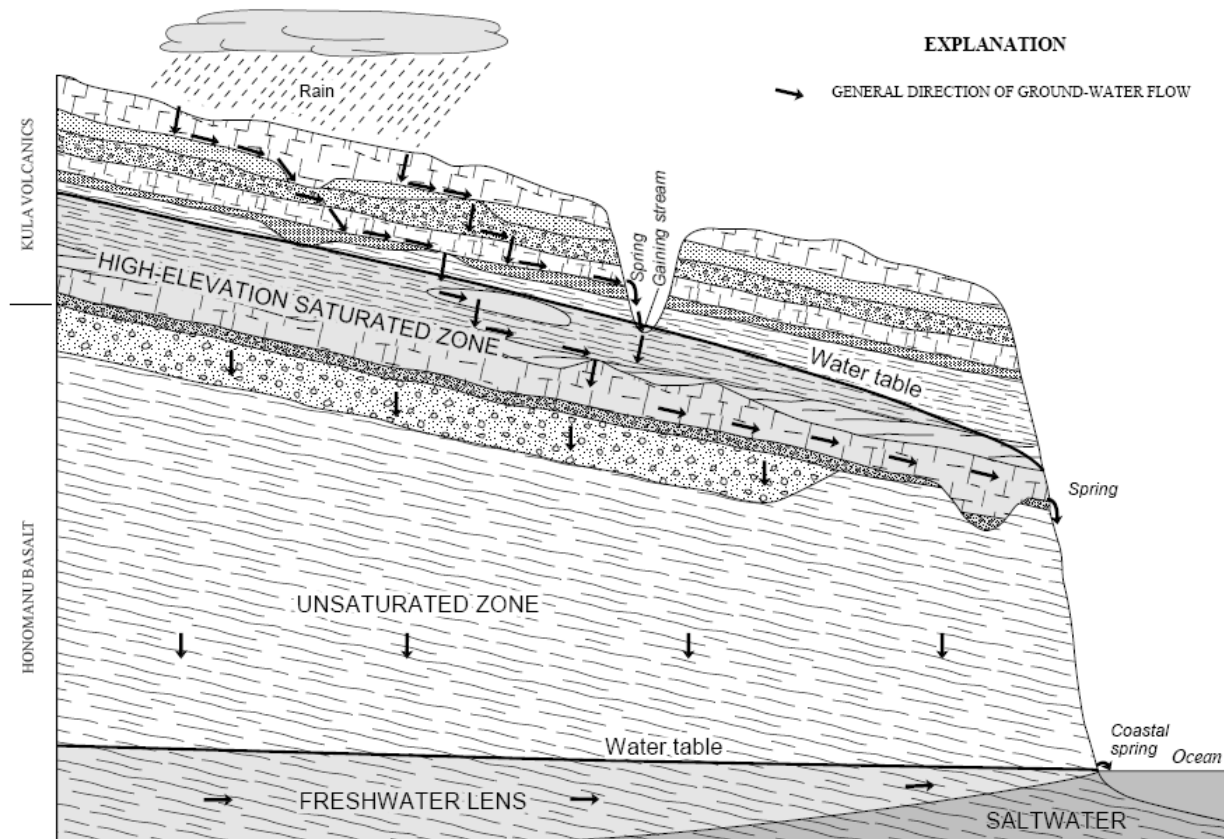 EXPLANATION
GENERAL DIRECTION OF GROUND-WATER FLOW
Rain
KULA VOLCANICS
Spring
Gaining stream
HIGH-ELEVATION SATURATED ZONE
Water table
Spring
HONOMANU BASALT
UNSATURATED ZONE
Water table
Coastal
spring
Ocean
FRESHWATER LENS
SALTWATER